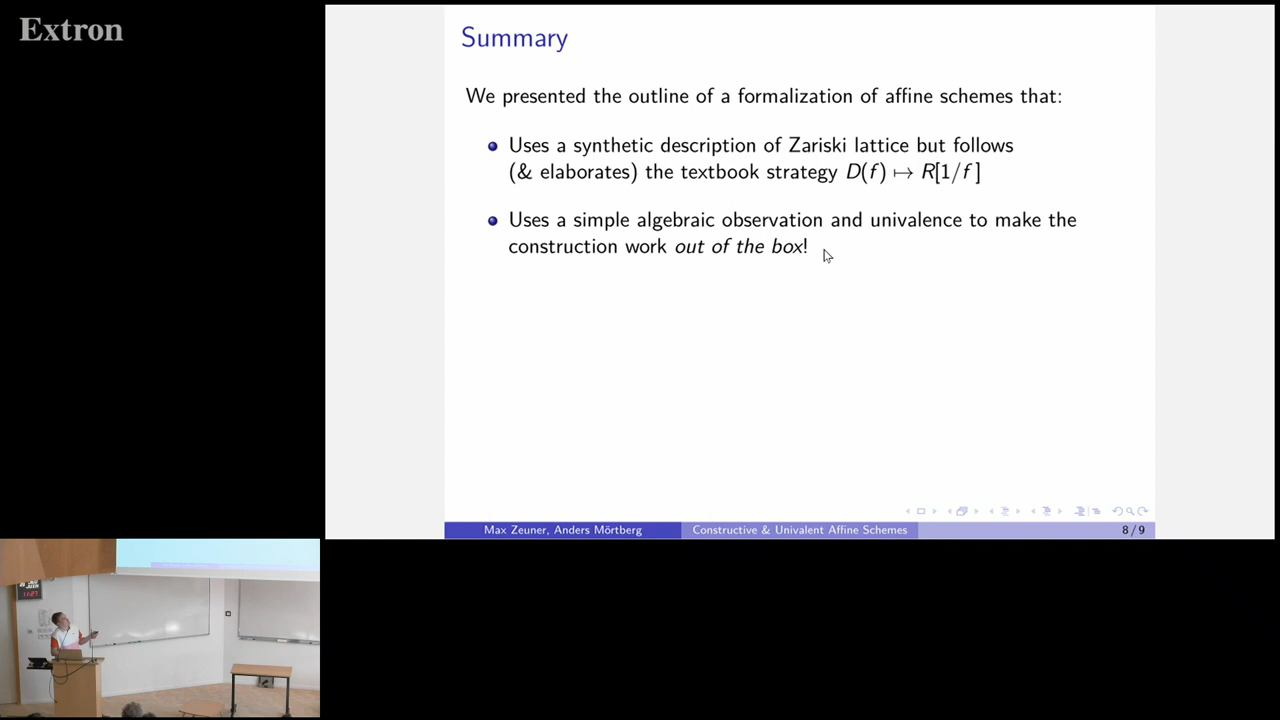 Extron
Summary
We presented the outline of a formalization of affine schemes that:
Uses a synthetic description of Zariski lattice but follows
(& elaborates) the textbook strategy D(f) ↦ R[1/f]
Uses a simple algebraic observation and univalence to make the
construction work out of the box!
Max Zeuner, Anders Mörtberg Constructive & Univalent Affine Schemes 8 / 9
11:27